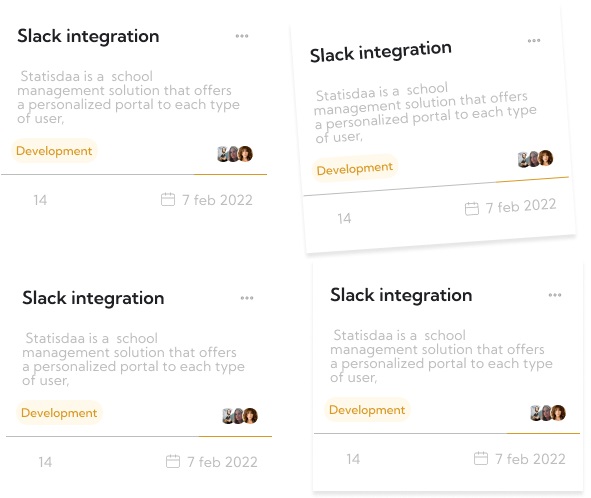 Slack integration
Statisdaa is a  school
management solution that offers
a personalized portal to each type
of user,
Development
14
7 feb 2022
Slack integration
Statisdaa is a  school
management solution that offers
a personalized portal to each type
of user,
Development
14
7 feb 2022
Slack integration
Statisdaa is a  school
management solution that offers
a personalized portal to each type
of user,
Development
14
7 feb 2022
Slack integration
Statisdaa is a  school
management solution that offers
a personalized portal to each type
of user,
Development
14
7 feb 2022